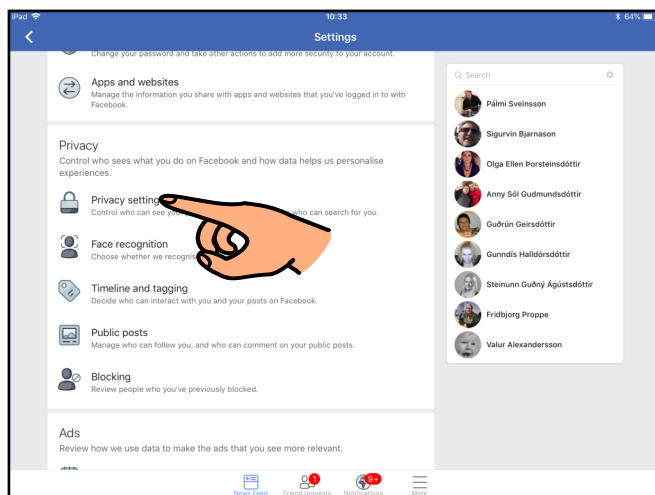 iPad 10:33 64%
Settings
Change your password and take other actions to add more security to your account.
Apps and websites
Manage the information you share with apps and websites that you've logged in to with
Facebook.
Privacy
Control who sees what you do on Facebook and how data helps us personalise
experiences.
Privacy setting
Control who can see who can search for you.
Face recognition
Choose whether we recognis
Timeline and tagging
Decide who can interact with you and your posts on Facebook.
Public posts
Manage who can follow you, and who can comment on your public posts.
Blocking
Review people who you've previously blocked.
Ads
Review how we use data to make the ads that you see more relevant.
Search
Pálmi Sveinsson
Sigurvin Bjarnason
Olga Ellen Þorsteinsdóttir
Anny Sól Gudmundsdóttir
Guðrún Geirsdóttir
Gunndís Halldórsdóttir
Steinunn Guðný Ágústsdóttir
Fridbjorg Proppe
Valur Alexandersson
1 9+
News Feed Friend requests Notifications More